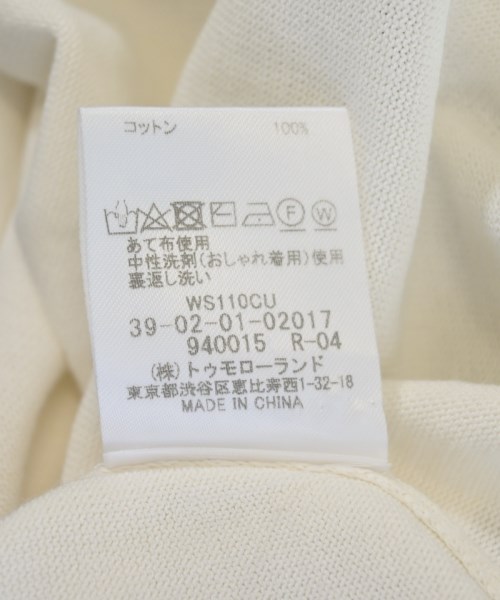 コットン 100%
F W
あて布使用
中性洗剤(おしゃれ着用)使用
裏返し洗い
WS110CU
39-02-01-02017
940015 R-04
(株)トゥモローランド
東京都渋谷区恵比寿西1-32-18
MADE IN CHINA